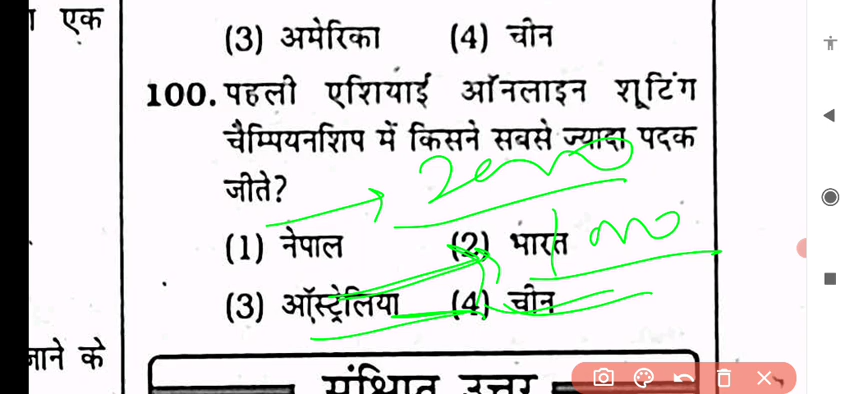 एक
(3) अमेरिका (4) चीन
100. पहली एशियाई ऑनलाइन शूटिंग
चैम्पियनशिप में किसने सबसे ज्यादा पदक
जीते?
(1) नेपाल (2) भारत
(3) ऑस्ट्रेलिया (4) चीन
जाने के
संक्षिप्त उत्तर